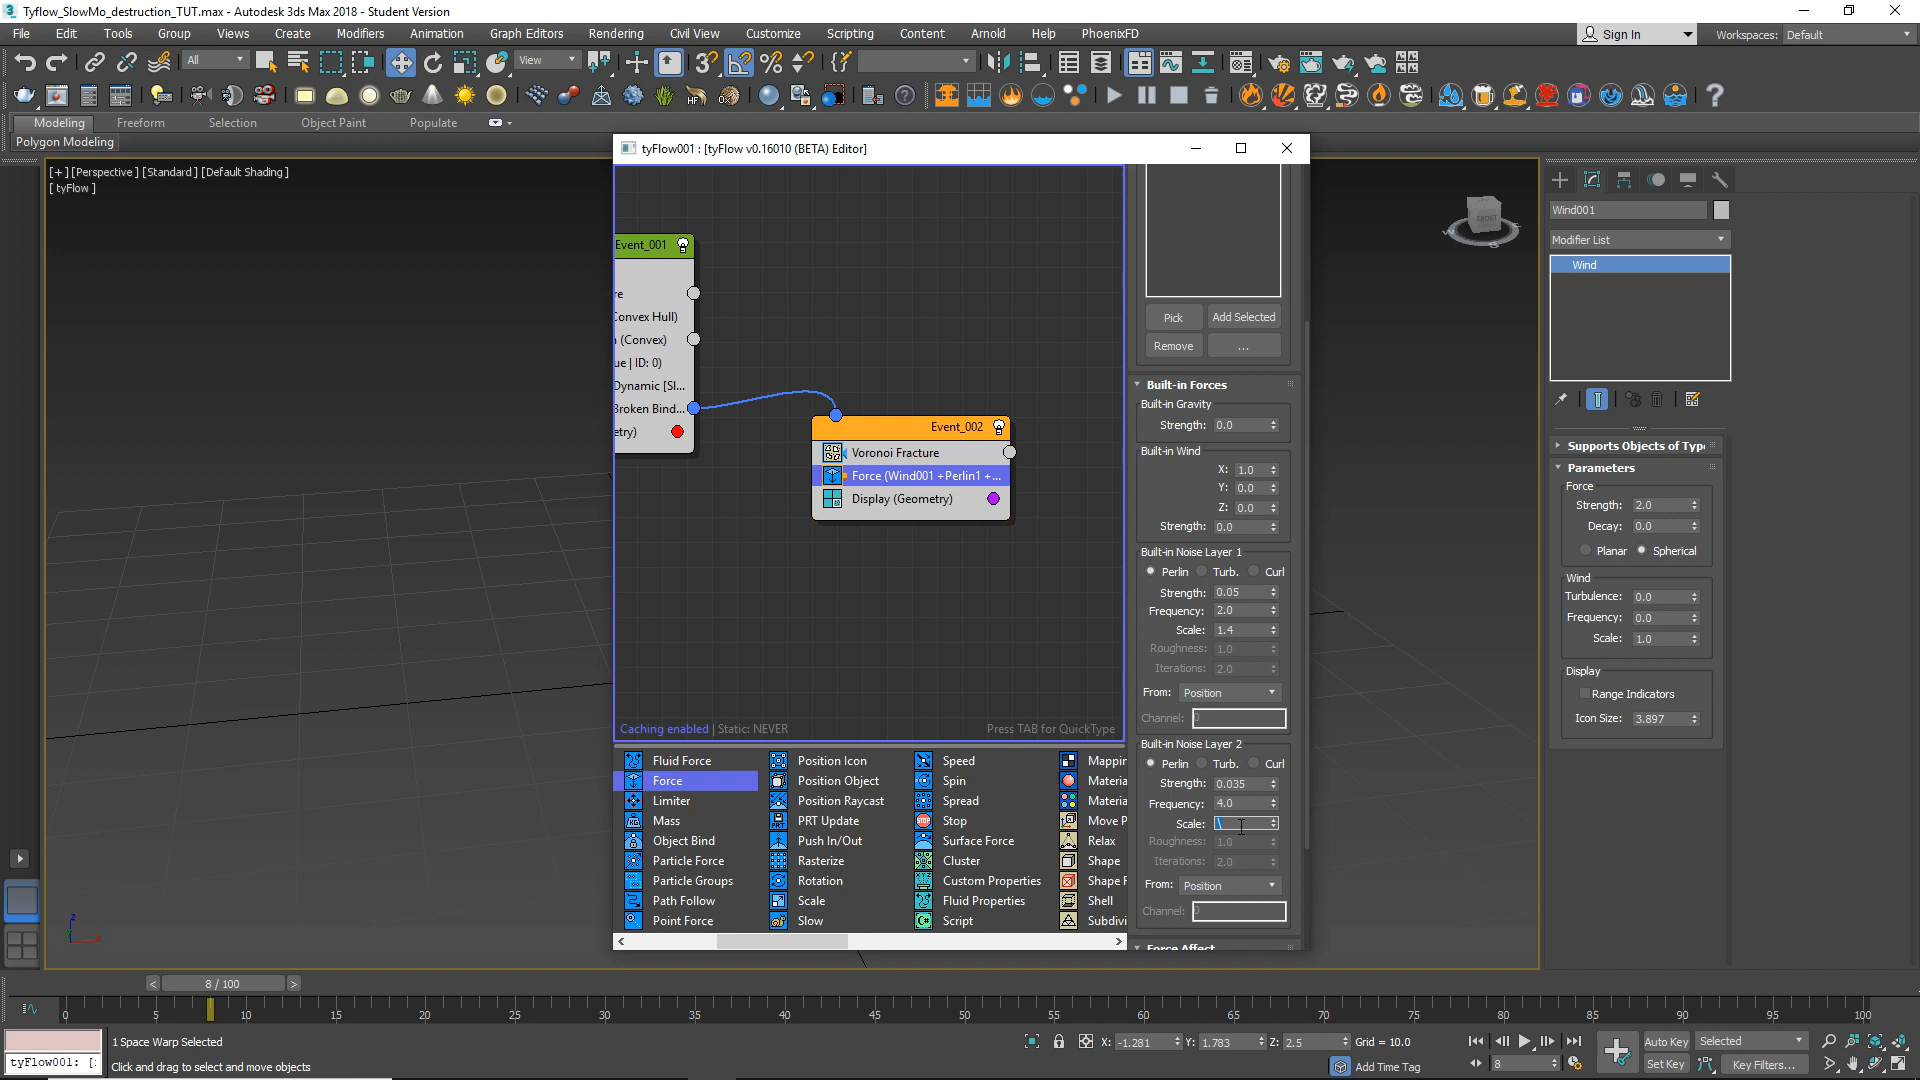 Tyflow_SlowMo_destruction_TUT.max - Autodesk 3ds Max 2018 - Student Version
File Edit Tools Group Views Create Modifiers Animation Graph Editors Rendering Civil View Customize Scripting Content Arnold Help PhoenixFD
Sign In Workspaces: Default
All View
Modeling Freeform Selection Object Paint Populate
Polygon Modeling
[+] [Perspective] [Standard] [Default Shading]
[ tyFlow ]
FRONT
tyFlow001 : [tyFlow v0.16010 (BETA) Editor]
Event_001
re
Convex Hull)
(Convex)
ue | ID: 0)
Dynamic [Sl...
Broken Bind...
etry)
Event_002
Voronoi Fracture
Force (Wind001 +Perlin1 +...
Display (Geometry)
Caching enabled | Static: NEVER
Press TAB for QuickType
Pick Add Selected
Remove ...
Built-in Forces
Built-in Gravity
Strength: 0.0
Built-in Wind
X: 1.0
Y: 0.0
Z: 0.0
Strength: 0.0
Built-in Noise Layer 1
Perlin Turb. Curl
Strength: 0.05
Frequency: 2.0
Scale: 1.4
Roughness: 1.0
Iterations: 2.0
From: Position
Channel: 0
Built-in Noise Layer 2
Perlin Turb. Curl
Strength: 0.035
Frequency: 4.0
Scale: \
Roughness: 1.0
Iterations: 2.0
From: Position
Channel: 0
Force Affect
Fluid Force Position Icon Speed Mappin
Force Position Object Spin Materia
Limiter Position Raycast Spread Materia
Mass PRT Update Stop Move P
Object Bind Push In/Out Surface Force Relax
Particle Force Rasterize Cluster Shape
Particle Groups Rotation Custom Properties Shape R
Path Follow Scale Fluid Properties Shell
Point Force Slow Script Subdivi
Wind001
Modifier List
Wind
Supports Objects of Type
Parameters
Force
Strength: 2.0
Decay: 0.0
Planar Spherical
Wind
Turbulence: 0.0
Frequency: 0.0
Scale: 1.0
Display
Range Indicators
Icon Size: 3.897
z
x
< 8 / 100 >
0 5 10 15 20 25 30 35 40 45 50 55 60 65 70 75 80 85 90 95 100
tyFlow001: [:
1 Space Warp Selected
Click and drag to select and move objects
X: -1.281 Y: 1.783 Z: 2.5 Grid = 10.0
Add Time Tag
8
Auto Key Selected
Set Key Key Filters...